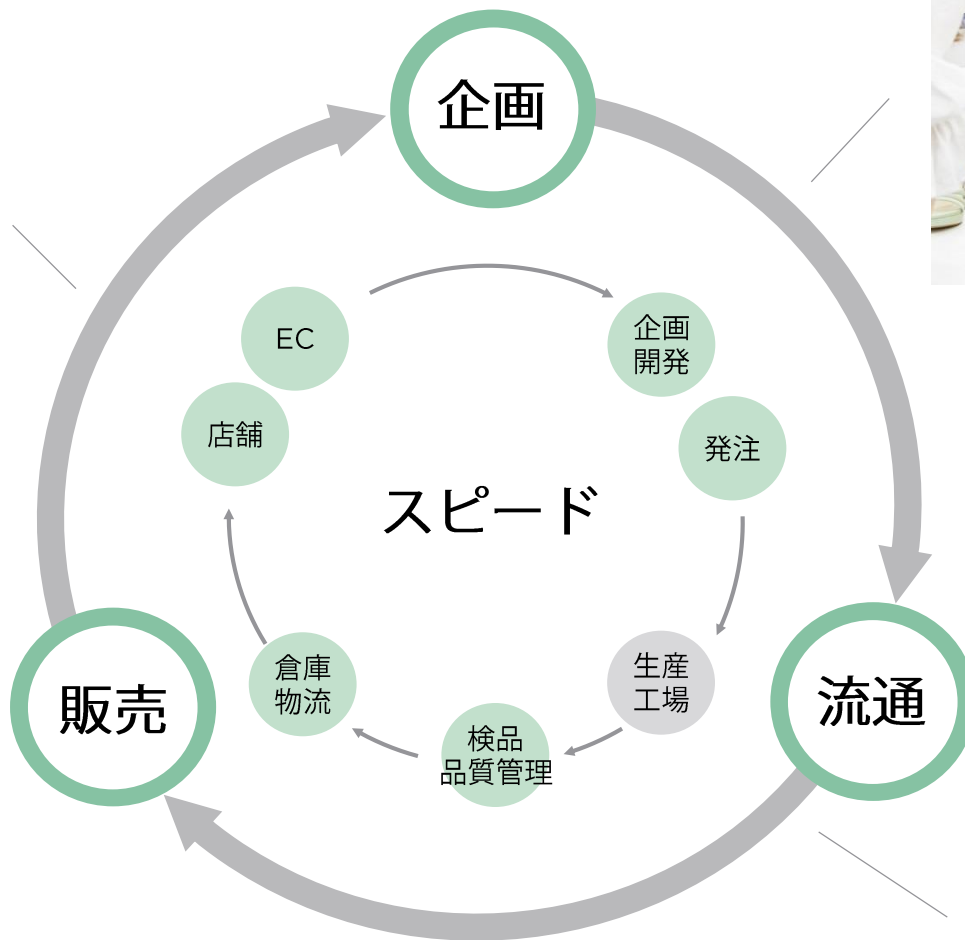 企画
EC
企画
開発
店舗
発注
スピード
生産
工場
倉庫
物流
流通
販売
検品
品質管理